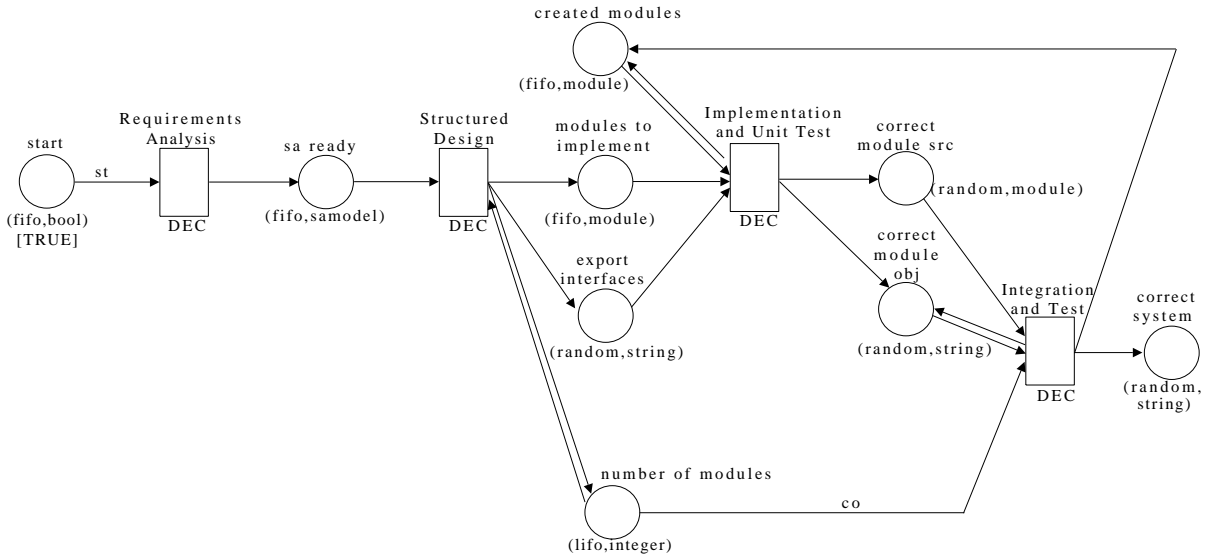 created modules
(fifo,module)
Requirements
Analysis
Structured
Design
Implementation
and Unit Test
start
st
sa ready
modules to
implement
correct
module src
(fifo,bool)
[TRUE]
DEC
(fifo,samodel)
DEC
(fifo,module)
DEC
(random,module)
export
interfaces
correct
module
obj
Integration
and Test
correct
system
(random,string)
(random,string)
DEC
(random,
string)
number of modules
co
(lifo,integer)